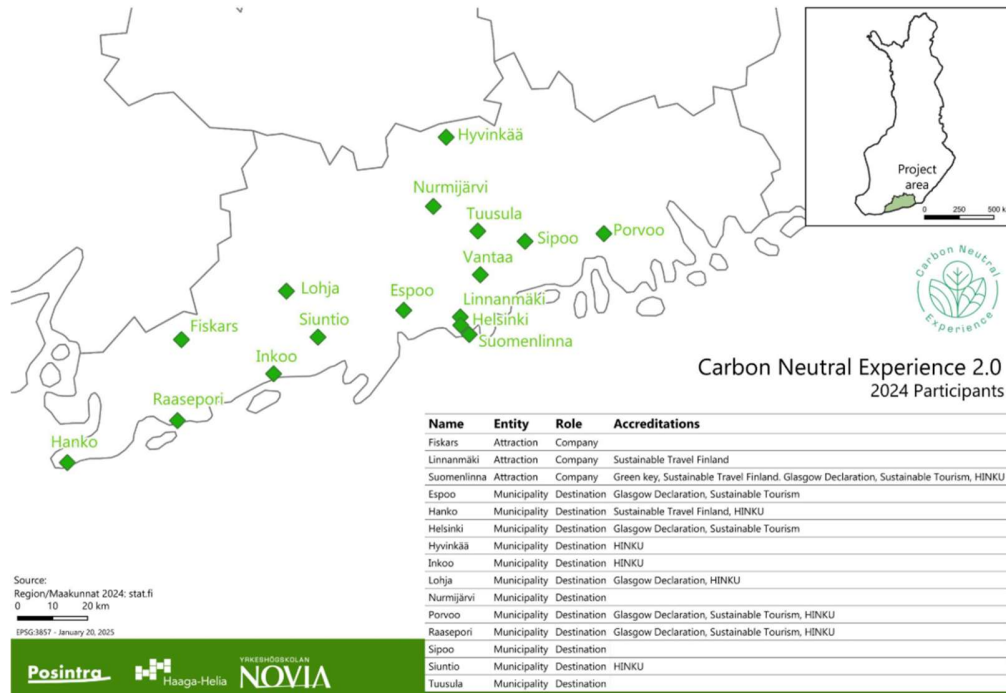 Hyvinkää
Nurmijärvi
Tuusula
Sipoo
Porvoo
Vantaa
Lohja
Espoo
Linnanmäki
Helsinki
Suomenlinna
Siuntio
Fiskars
Inkoo
Raasepori
Hanko
Project
area
0 250 500 k
Carbon Neutral
Experience
Carbon Neutral Experience 2.0
2024 Participants
Name Entity Role Accreditations
Fiskars Attraction Company
Linnanmäki Attraction Company Sustainable Travel Finland
Suomenlinna Attraction Company Green key, Sustainable Travel Finland. Glasgow Declaration, Sustainable Tourism, HINKU
Espoo Municipality Destination Glasgow Declaration, Sustainable Tourism
Hanko Municipality Destination Sustainable Travel Finland, HINKU
Helsinki Municipality Destination Glasgow Declaration, Sustainable Tourism
Hyvinkää Municipality Destination HINKU
Inkoo Municipality Destination HINKU
Lohja Municipality Destination Glasgow Declaration, HINKU
Nurmijärvi Municipality Destination
Porvoo Municipality Destination Glasgow Declaration, Sustainable Tourism, HINKU
Raasepori Municipality Destination Glasgow Declaration, Sustainable Tourism, HINKU
Sipoo Municipality Destination
Siuntio Municipality Destination HINKU
Tuusula Municipality Destination
Source:
Region/Maakunnat 2024: stat.fi
0 10 20 km
EPSG:3857 - January 20, 2025
Posintra
Haaga-Helia
YRKESHÖGSKOLAN
NOVIA